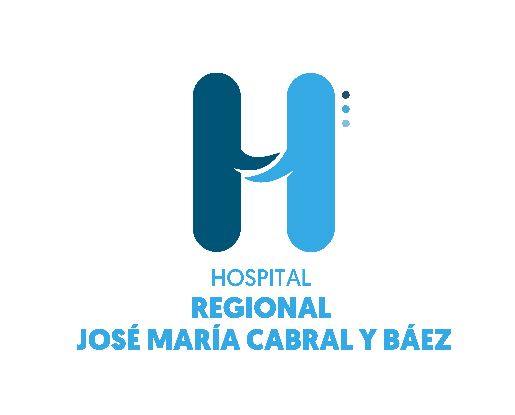 H
HOSPITAL
REGIONAL
JOSÉ MARÍA CABRAL Y BÁEZ